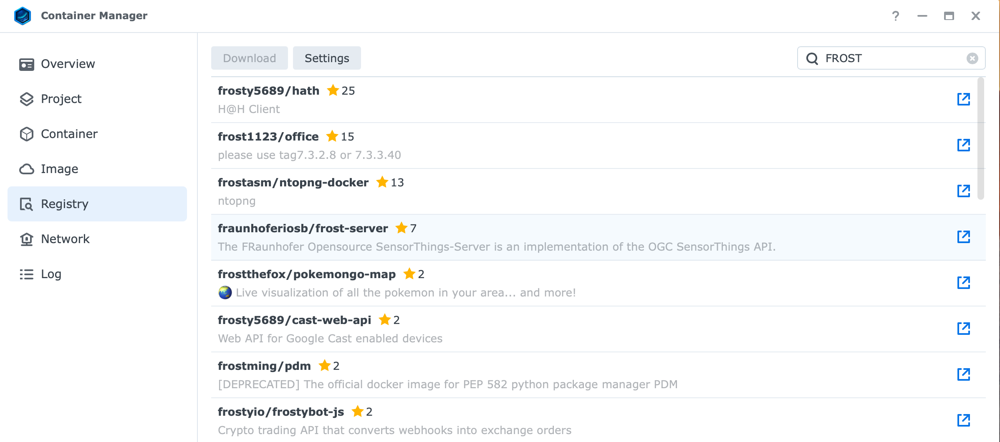 Container Manager
?
Overview
Project
Container
Image
Registry
Network
Log
Download
Settings
FROST
frosty5689/hath 25
H@H Client
frost1123/office 15
please use tag7.3.2.8 or 7.3.3.40
frostasm/ntopng-docker 13
ntopng
fraunhoferiosb/frost-server 7
The FRaunhofer Opensource SensorThings-Server is an implementation of the OGC SensorThings API.
frostthefox/pokemongo-map 2
🌏 Live visualization of all the pokemon in your area... and more!
frosty5689/cast-web-api 2
Web API for Google Cast enabled devices
frostming/pdm 2
[DEPRECATED] The official docker image for PEP 582 python package manager PDM
frostyio/frostybot-js 2
Crypto trading API that converts webhooks into exchange orders